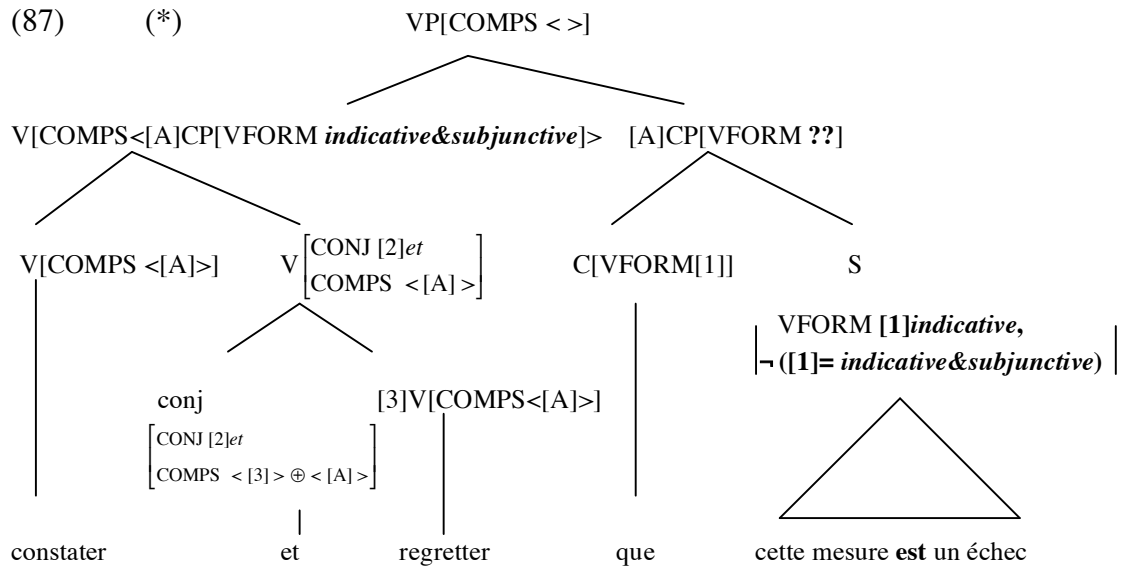 (87) (*) VP[COMPS < >]
V[COMPS<[A]CP[VFORM indicative&subjunctive]> [A]CP[VFORM ??]
V[COMPS <[A]>] V[CONJ [2]et C[VFORM[1]] S
COMPS <[A] >]
VFORM [1]indicative,
¬ ([1]= indicative&subjunctive)
conj [3]V[COMPS<[A]>]
[CONJ [2]et
COMPS < [3] > ⊕ < [A] >]
constater et regretter que cette mesure est un échec